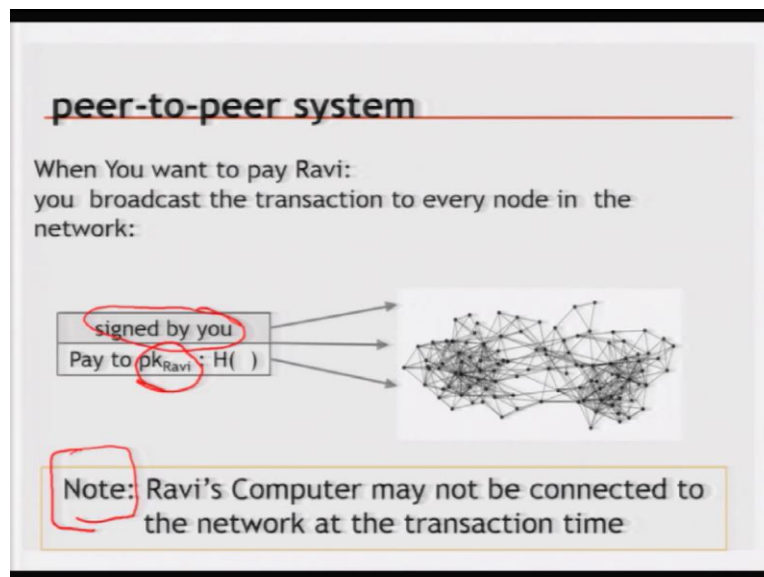 peer-to-peer system
When You want to pay Ravi:
you broadcast the transaction to every node in the
network:
signed by you
Pay to pkRavi : H( )
Note: Ravi's Computer may not be connected to
the network at the transaction time